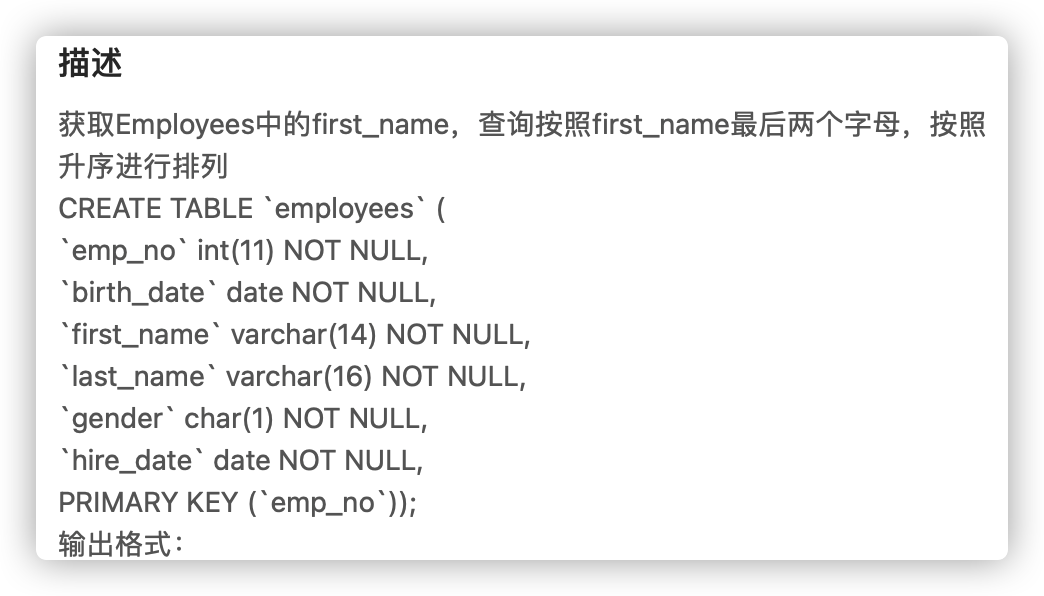 描述
获取Employees中的first_name，查询按照first_name最后两个字母，按照
升序进行排列
CREATE TABLE `employees` (
`emp_no` int(11) NOT NULL,
`birth_date` date NOT NULL,
`first_name` varchar(14) NOT NULL,
`last_name` varchar(16) NOT NULL,
`gender` char(1) NOT NULL,
`hire_date` date NOT NULL,
PRIMARY KEY (`emp_no`));
输出格式：